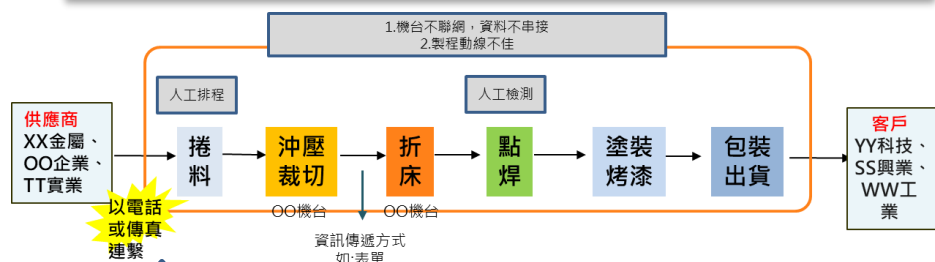 1.機台不聯網，資料不串接
2.製程動線不佳
人工排程
人工檢測
供應商
XX金屬、
OO企業、
TT實業
捲
料
沖壓
裁切
折
床
點
焊
塗裝
烤漆
包裝
出貨
客戶
YY科技、
SS興業、
WW工
業
OO機台
OO機台
以電話
或傳真
連繫
資訊傳遞方式
如:表單